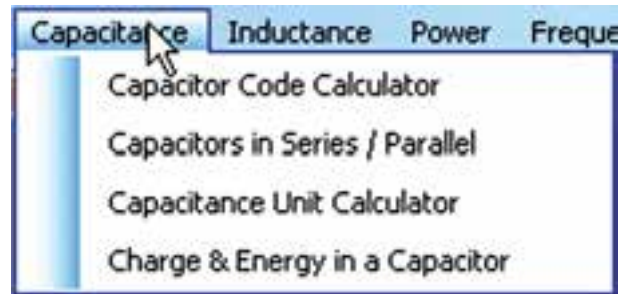 Capacitance Inductance Power Freque
Capacitor Code Calculator
Capacitors in Series / Parallel
Capacitance Unit Calculator
Charge & Energy in a Capacitor